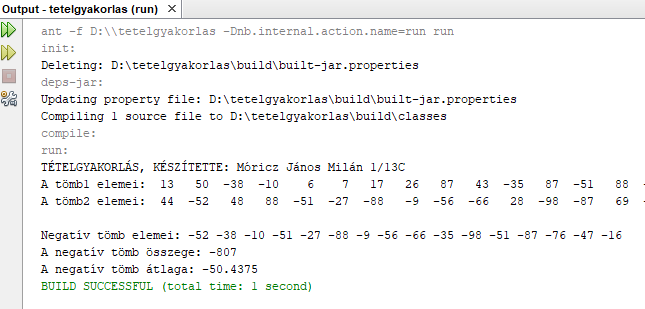 Output - tetelgyakorlas (run) ×
ant -f D:\\tetelgyakorlas -Dnb.internal.action.name=run run
init:
Deleting: D:\tetelgyakorlas\build\built-jar.properties
deps-jar:
Updating property file: D:\tetelgyakorlas\build\built-jar.properties
Compiling 1 source file to D:\tetelgyakorlas\build\classes
compile:
run:
TÉTELGYAKORLÁS, KÉSZÍTETTE: Móricz János Milán 1/13C
A tömb1 elemei:  13   50  -38  -10    6    7   17   26   87   43  -35   87  -51   88  -
A tömb2 elemei:  44  -52   48   88  -51  -27  -88   -9  -56  -66   28  -98  -87   69  -
Negatív tömb elemei: -52 -38 -10 -51 -27 -88 -9 -56 -66 -35 -98 -51 -87 -76 -47 -16
A negatív tömb összege: -807
A negatív tömb átlaga: -50.4375
BUILD SUCCESSFUL (total time: 1 second)